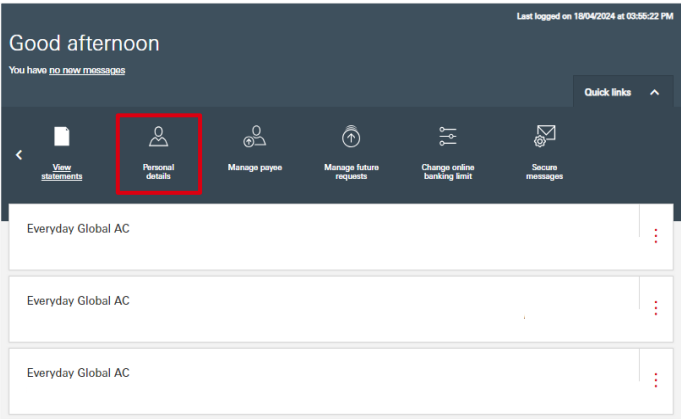 Last logged on 18/04/2024 at 03:55:22 PM
Good afternoon
You have no new messages
Quick links
View
statements
Personal
details
Manage payee
Manage future
requests
Change online
banking limit
Secure
messages
Everyday Global AC
Everyday Global AC
Everyday Global AC